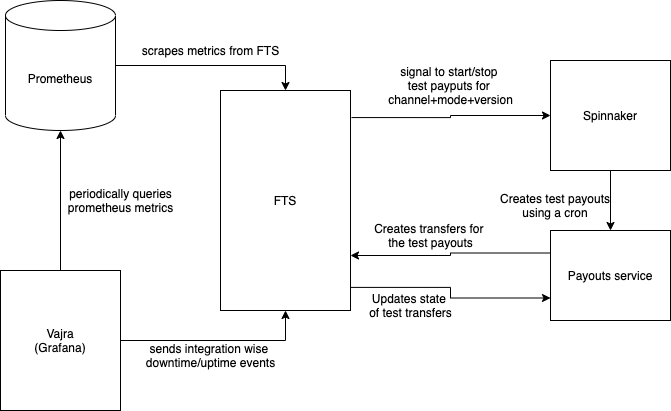 Prometheus
scrapes metrics from FTS
signal to start/stop
test payputs for
channel+mode+version
Spinnaker
FTS
periodically queries
prometheus metrics
Creates test payouts
using a cron
Creates transfers for
the test payouts
Payouts service
Updates state
of test transfers
Vajra
(Grafana)
sends integration wise
downtime/uptime events